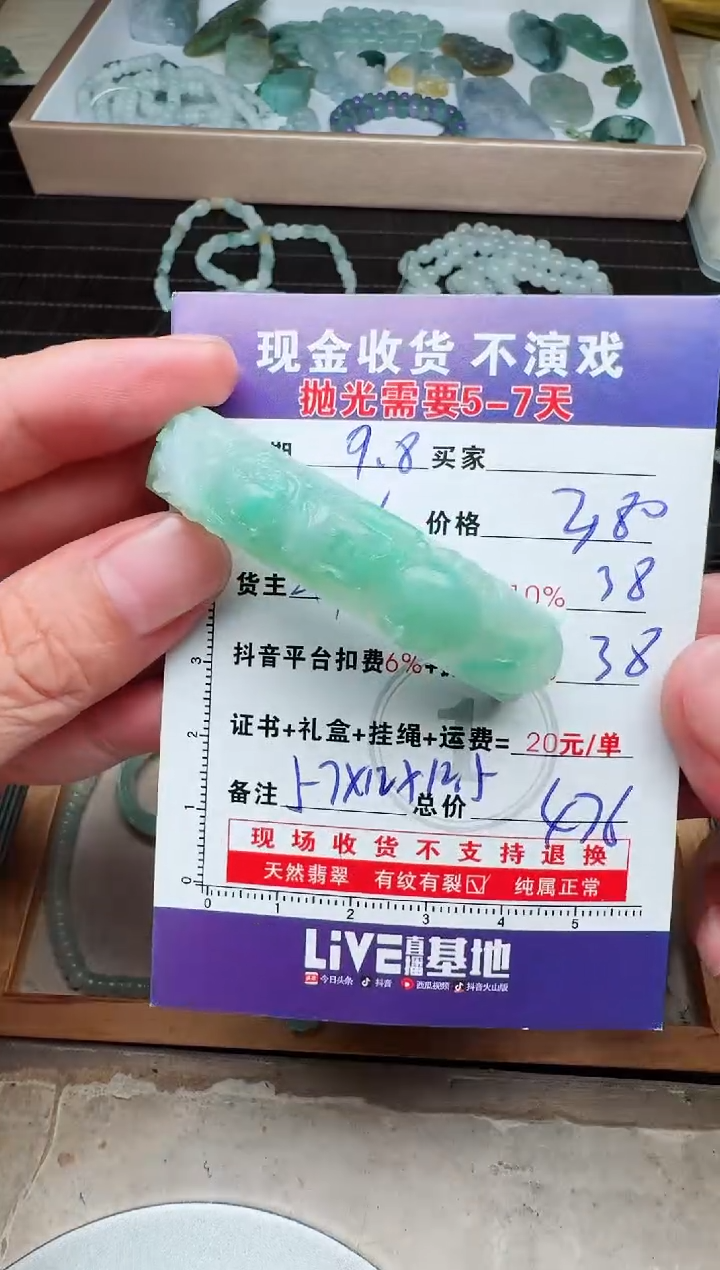 现金收货 不演戏
抛光需要5-7天
期 9.8 买家
价格 380
货主 10% 38
抖音平台扣费6%+ 38
证书+礼盒+挂绳+运费= 20元/单
备注 57X12X12.5 总价 476
现场收货不支持退换
天然翡翠 有纹有裂☑ 纯属正常
3
2
1
0
0 1 2 3 4 5
LiVE直播基地
今日头条 抖音 西瓜视频 抖音火山版